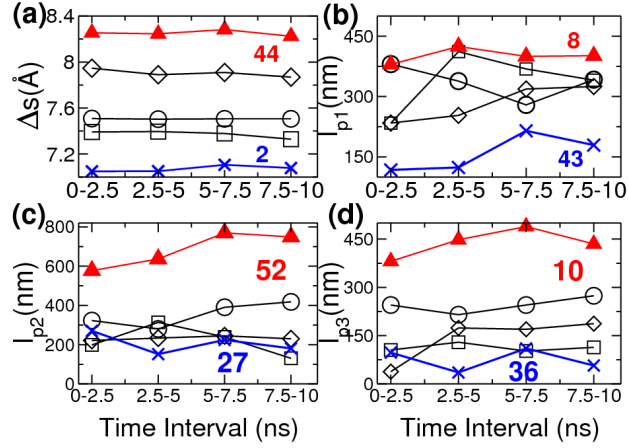 (a)
8.4
8
7.6
7.2
Δs(Å)
44
2
0-2.5 2.5-5 5-7.5 7.5-10
(b)
450
300
150
l_p1(nm)
8
43
0-2.5 2.5-5 5-7.5 7.5-10
(c)
800
600
400
200
0
l_p2(nm)
52
27
0-2.5 2.5-5 5-7.5 7.5-10
Time Interval (ns)
(d)
450
300
150
0
l_p3(nm)
10
36
0-2.5 2.5-5 5-7.5 7.5-10
Time Interval (ns)